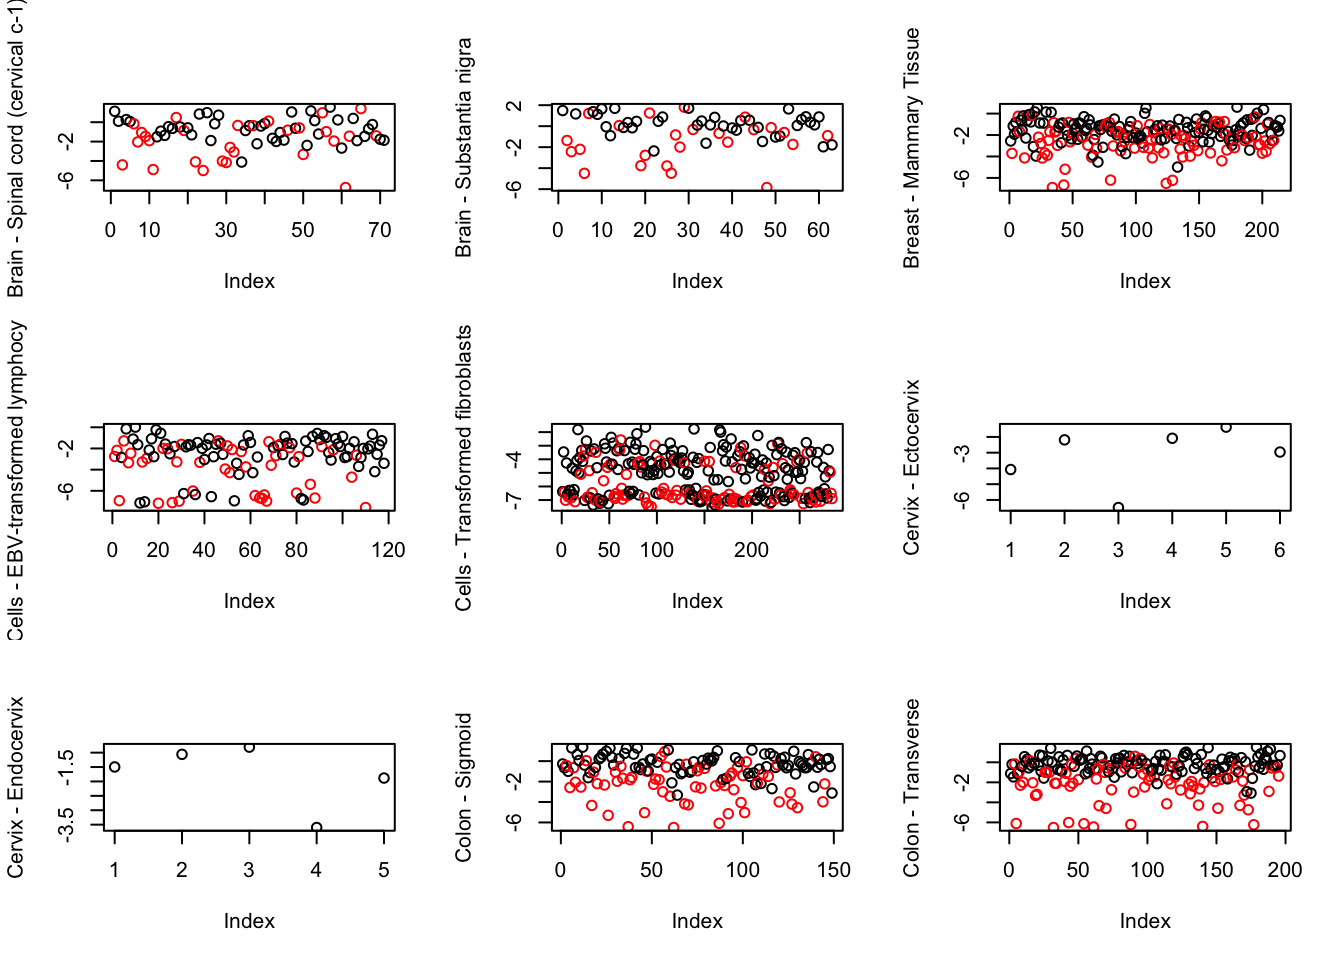 Brain - Spinal cord (cervical c-1)
-6 -2
0 10 30 50 70
Index
Brain - Substantia nigra
-6 -2 2
0 10 20 30 40 50 60
Index
Breast - Mammary Tissue
-6 -2
0 50 100 150 200
Index
Cells - EBV-transformed lymphocy
-6 -2
0 20 40 60 80 120
Index
Cells - Transformed fibroblasts
-7 -4
0 50 100 200
Index
Cervix - Ectocervix
-6 -3
1 2 3 4 5 6
Index
Cervix - Endocervix
-3.5 -1.5
1 2 3 4 5
Index
Colon - Sigmoid
-6 -2
0 50 100 150
Index
Colon - Transverse
-6 -2
0 50 100 150 200
Index